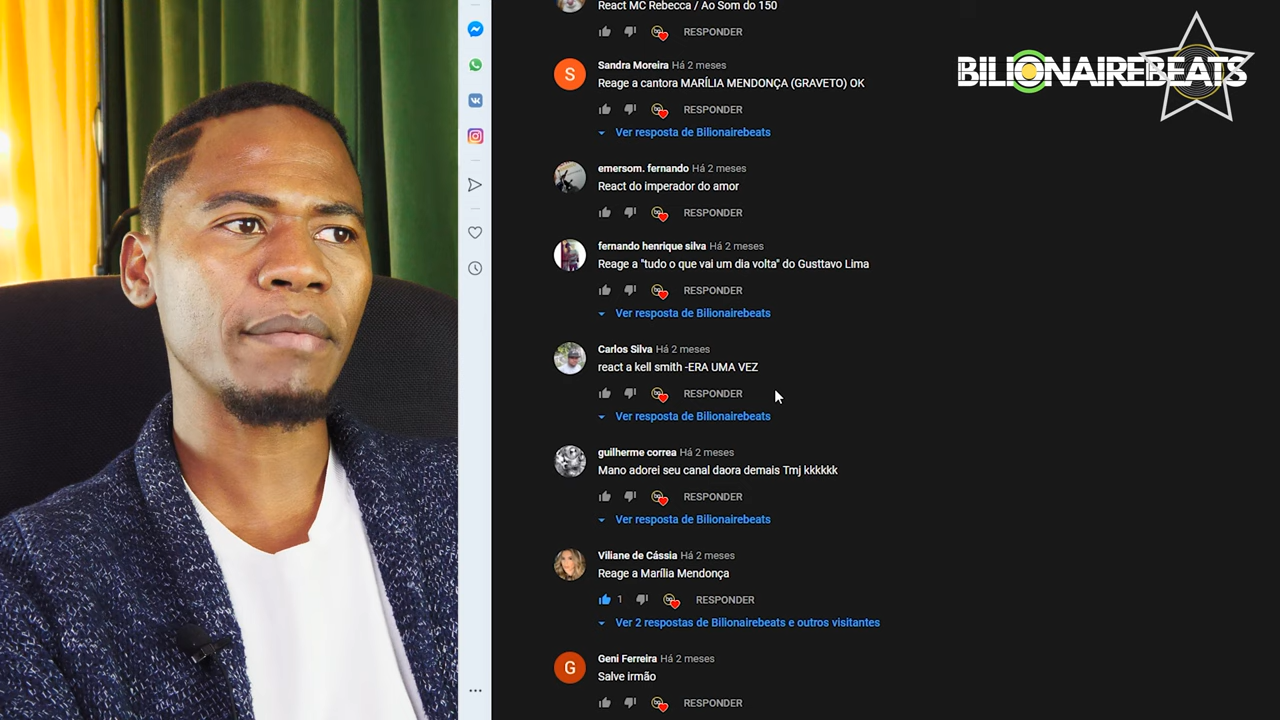 React MC Rebecca / Ao Som do 150
RESPONDER
BILIONAIREBEATS
Sandra Moreira Há 2 meses
Reage a cantora MARÍLIA MENDONÇA (GRAVETO) OK
RESPONDER
Ver resposta de Bilionairebeats
emersom. fernando Há 2 meses
React do imperador do amor
RESPONDER
fernando henrique silva Há 2 meses
Reage a "tudo o que vai um dia volta" do Gusttavo Lima
RESPONDER
Ver resposta de Bilionairebeats
Carlos Silva Há 2 meses
react a kell smith -ERA UMA VEZ
RESPONDER
Ver resposta de Bilionairebeats
guilherme correa Há 2 meses
Mano adorei seu canal daora demais Tmj kkkkkk
RESPONDER
Ver resposta de Bilionairebeats
Viliane de Cássia Há 2 meses
Reage a Marília Mendonça
1 RESPONDER
Ver 2 respostas de Bilionairebeats e outros visitantes
Geni Ferreira Há 2 meses
Salve irmão
RESPONDER
S
G